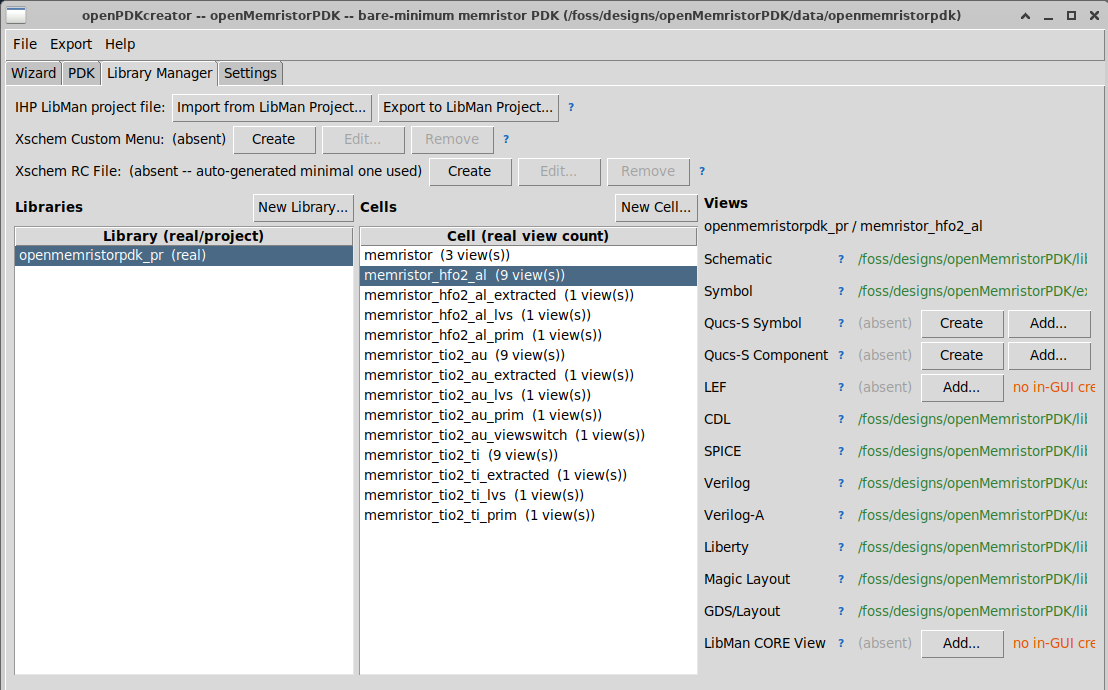 openPDKcreator -- openMemristorPDK -- bare-minimum memristor PDK (/foss/designs/openMemristorPDK/data/openmemristorpdk)
File Export Help
Wizard PDK Library Manager Settings
IHP LibMan project file: Import from LibMan Project... Export to LibMan Project... ?
Xschem Custom Menu: (absent) Create Edit... Remove ?
Xschem RC File: (absent -- auto-generated minimal one used) Create Edit... Remove ?
Libraries New Library...
Library (real/project)
openmemristorpdk_pr (real)
Cells New Cell...
Cell (real view count)
memristor (3 view(s))
memristor_hfo2_al (9 view(s))
memristor_hfo2_al_extracted (1 view(s))
memristor_hfo2_al_lvs (1 view(s))
memristor_hfo2_al_prim (1 view(s))
memristor_tio2_au (9 view(s))
memristor_tio2_au_extracted (1 view(s))
memristor_tio2_au_lvs (1 view(s))
memristor_tio2_au_prim (1 view(s))
memristor_tio2_au_viewswitch (1 view(s))
memristor_tio2_ti (9 view(s))
memristor_tio2_ti_extracted (1 view(s))
memristor_tio2_ti_lvs (1 view(s))
memristor_tio2_ti_prim (1 view(s))
Views
openmemristorpdk_pr / memristor_hfo2_al
Schematic ? /foss/designs/openMemristorPDK/lib
Symbol ? /foss/designs/openMemristorPDK/ex
Qucs-S Symbol ? (absent) Create Add...
Qucs-S Component ? (absent) Create Add...
LEF ? (absent) Add... no in-GUI cre
CDL ? /foss/designs/openMemristorPDK/lib
SPICE ? /foss/designs/openMemristorPDK/lib
Verilog ? /foss/designs/openMemristorPDK/us
Verilog-A ? /foss/designs/openMemristorPDK/us
Liberty ? /foss/designs/openMemristorPDK/lib
Magic Layout ? /foss/designs/openMemristorPDK/lib
GDS/Layout ? /foss/designs/openMemristorPDK/lib
LibMan CORE View ? (absent) Add... no in-GUI cre